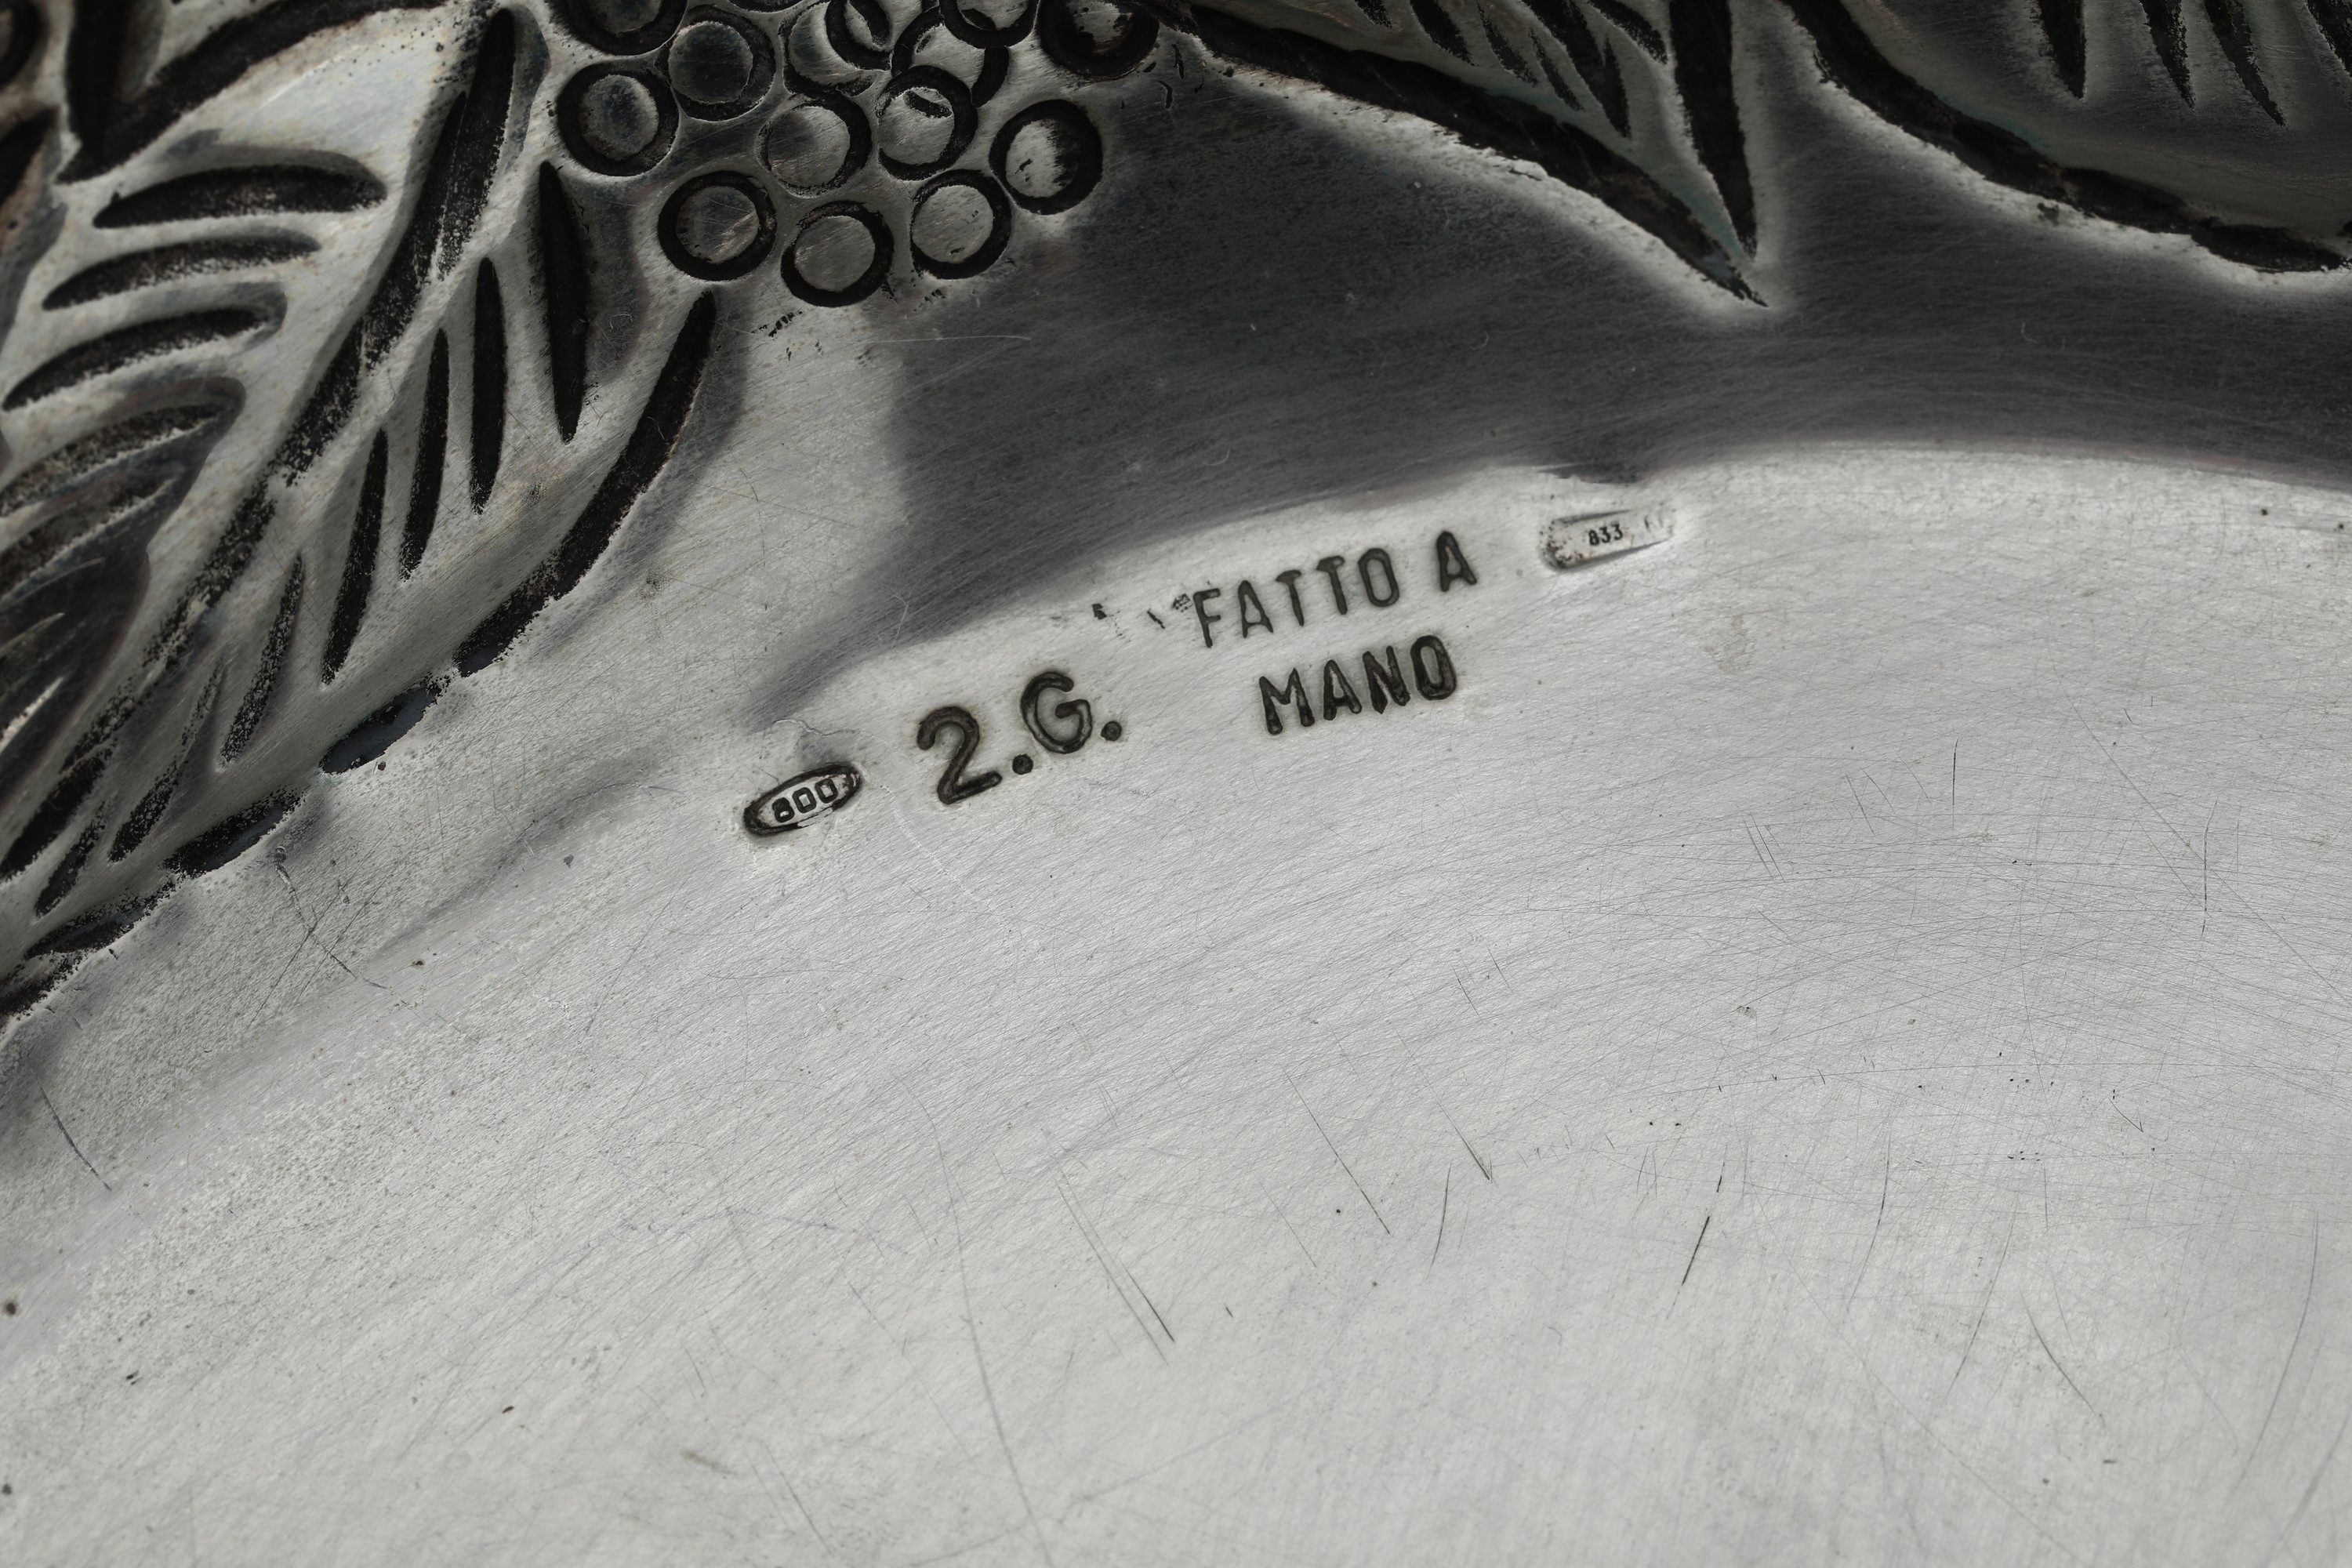 800
2.G.
FATTO A
MANO
833